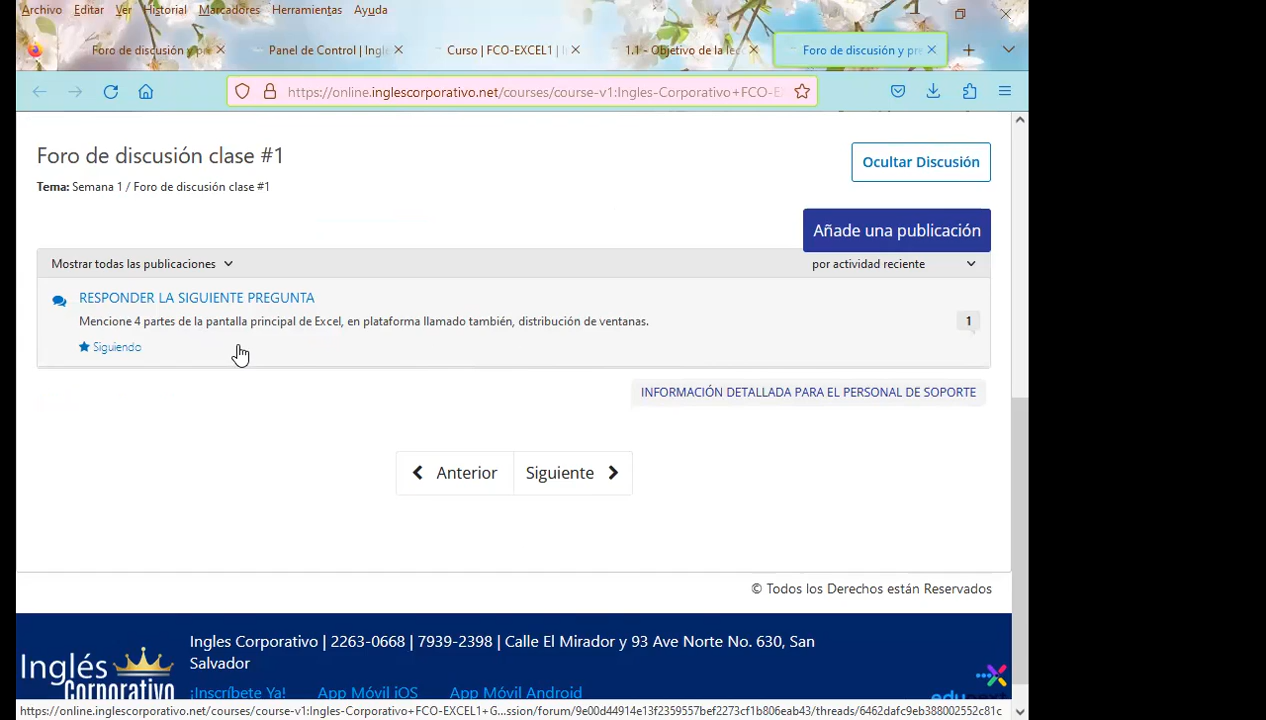 Archivo Editar Ver Historial Marcadores Herramientas Ayuda
Foro de discusión y pre Panel de Control | Ingl Curso | FCO-EXCEL1 | I 1.1 - Objetivo de la lec Foro de discusión y pre
https://online.inglescorporativo.net/courses/course-v1:Ingles-Corporativo+FCO-E
Foro de discusión clase #1
Ocultar Discusión
Tema: Semana 1 / Foro de discusión clase #1
Añade una publicación
Mostrar todas las publicaciones
por actividad reciente
RESPONDER LA SIGUIENTE PREGUNTA
Mencione 4 partes de la pantalla principal de Excel, en plataforma llamado también, distribución de ventanas.
1
Siguiendo
INFORMACIÓN DETALLADA PARA EL PERSONAL DE SOPORTE
Anterior Siguiente
© Todos los Derechos están Reservados
Ingles Corporativo | 2263-0668 | 7939-2398 | Calle El Mirador y 93 Ave Norte No. 630, San
Salvador
Inglés
Corporativo
¡Inscríbete Ya! App Móvil iOS App Móvil Android
edunext
https://online.inglescorporativo.net/courses/course-v1:Ingles-Corporativo+FCO-EXCEL1+G...ssion/forum/9e00d44914e13f2359557bef2273cf1b806eab43/threads/6462dafc9eb388002552c81c